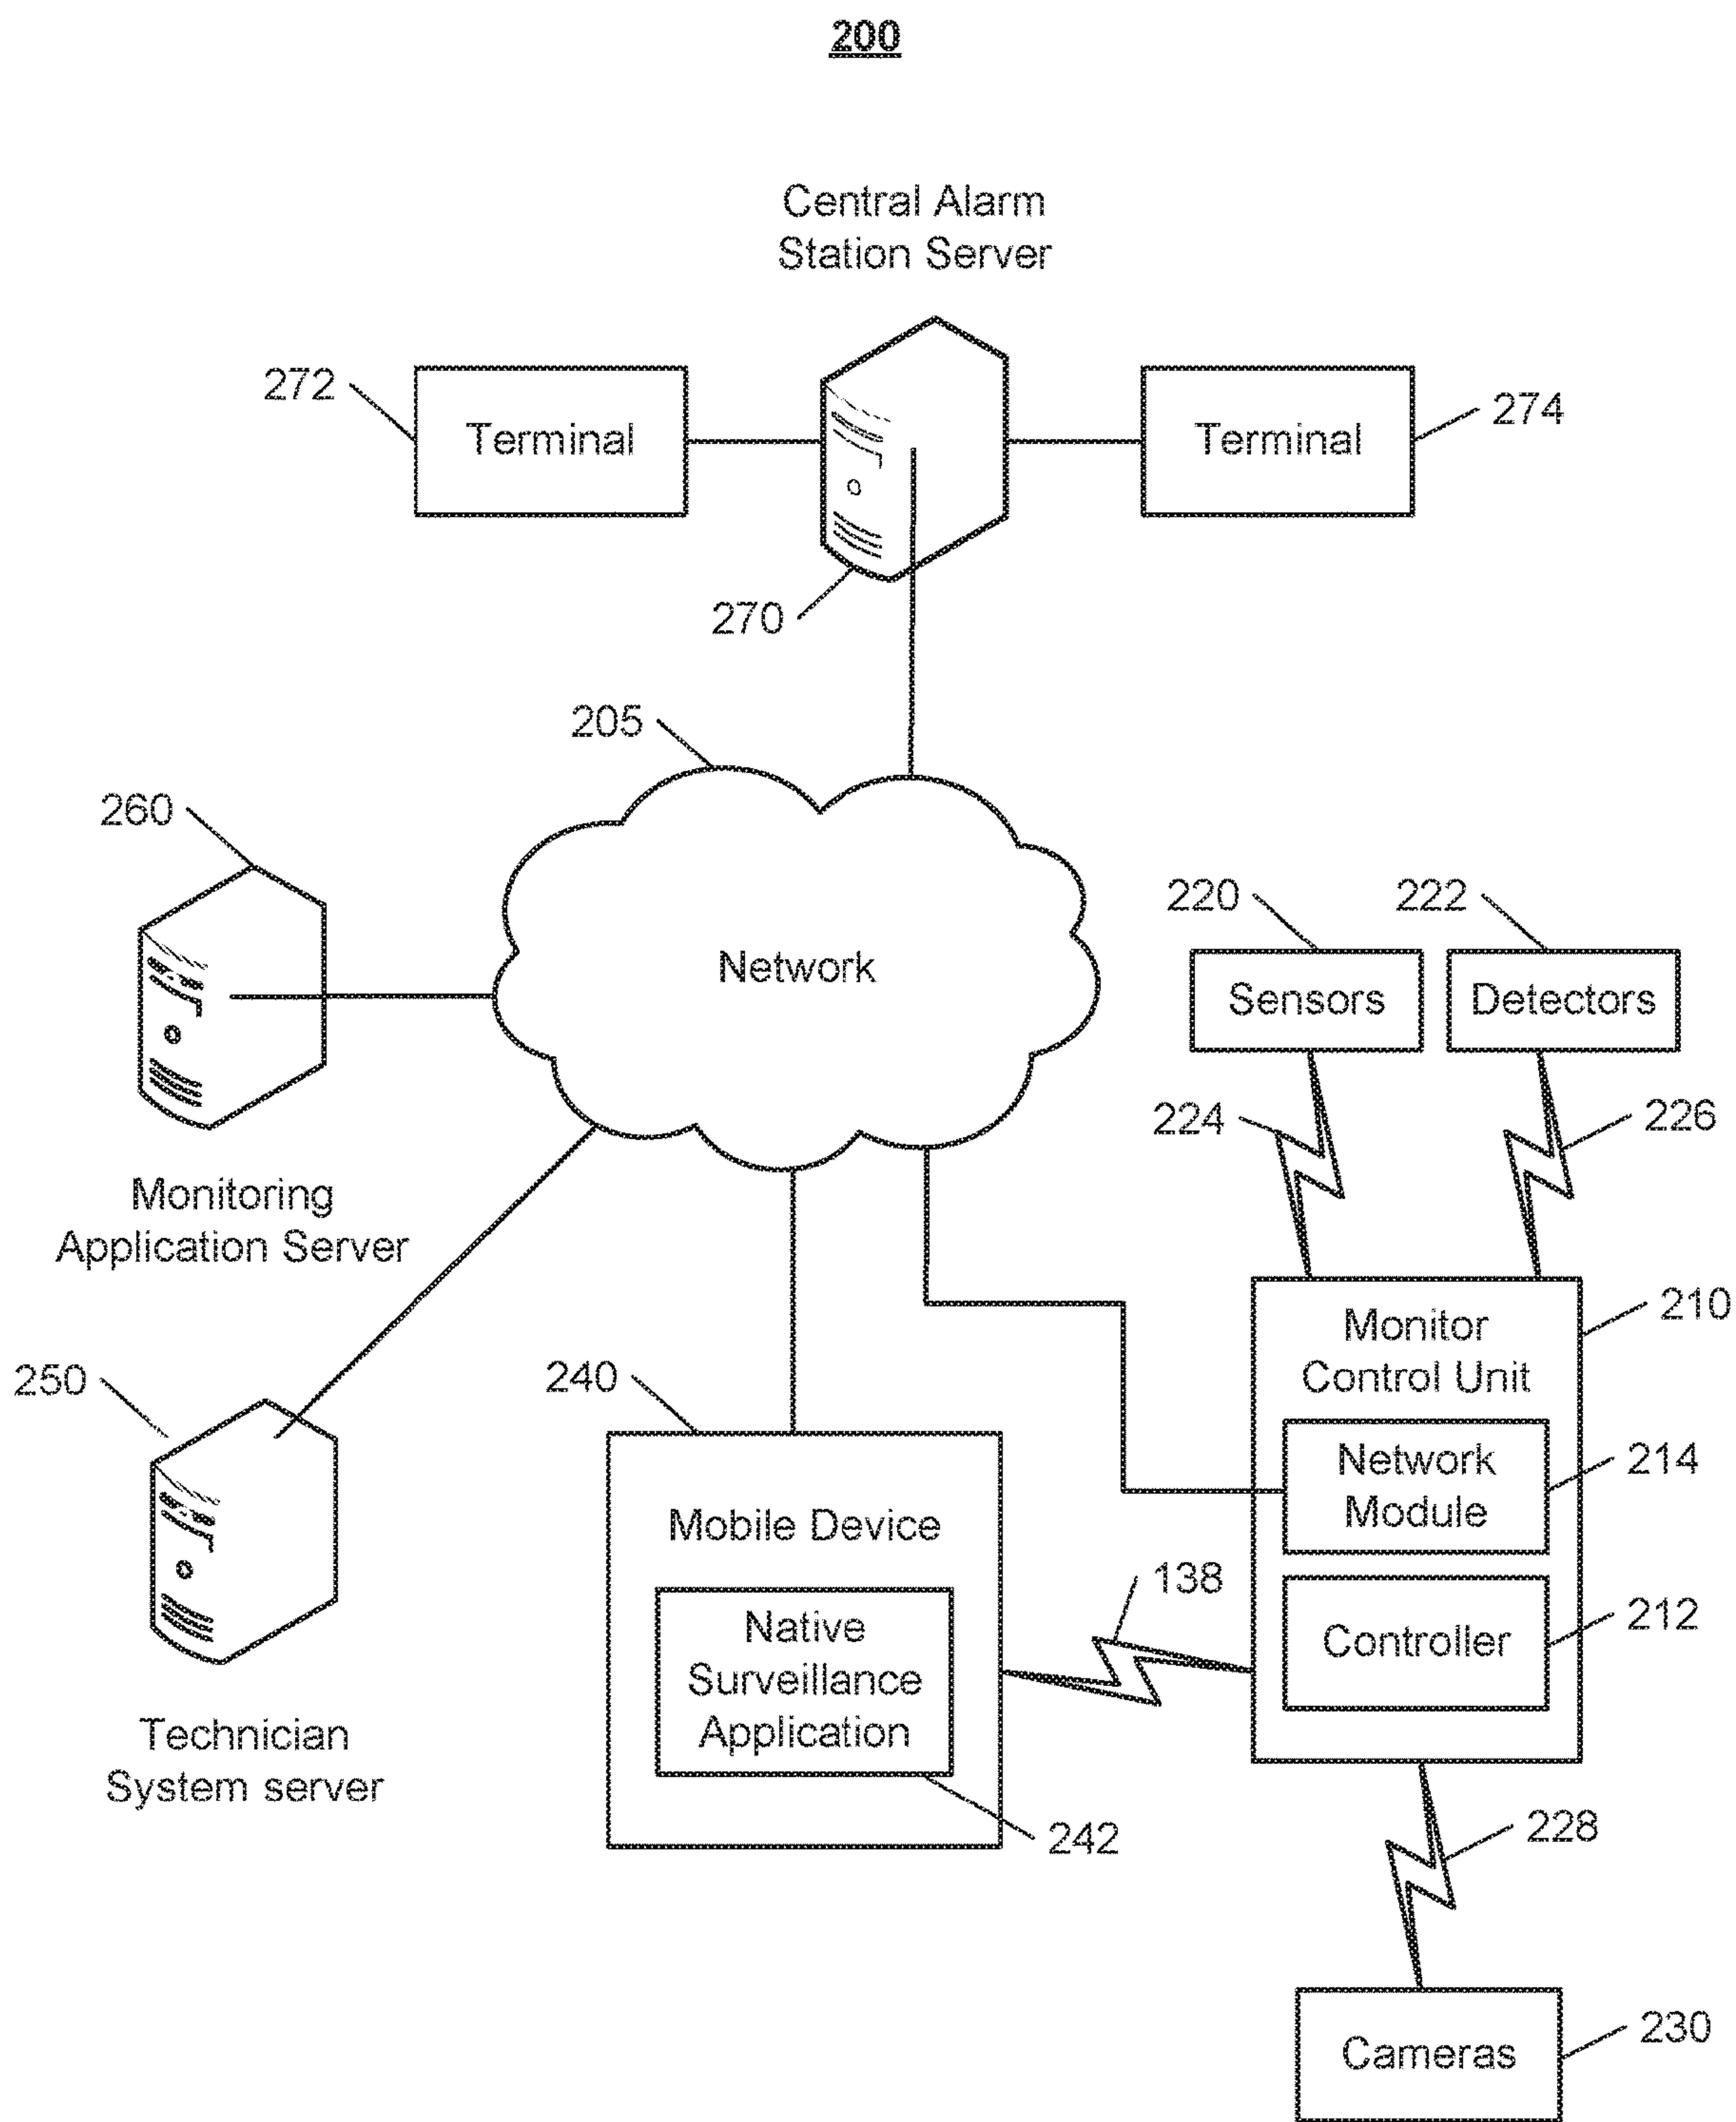 200
Central Alarm
Station Server
272
Terminal
Terminal
274
270
205
260
Network
220
222
Sensors
Detectors
224
226
Monitoring
Application Server
210
Monitor
Control Unit
250
240
Network
Module
214
Mobile Device
138
Controller
212
Native
Surveillance
Application
Technician
System server
242
228
Cameras
230